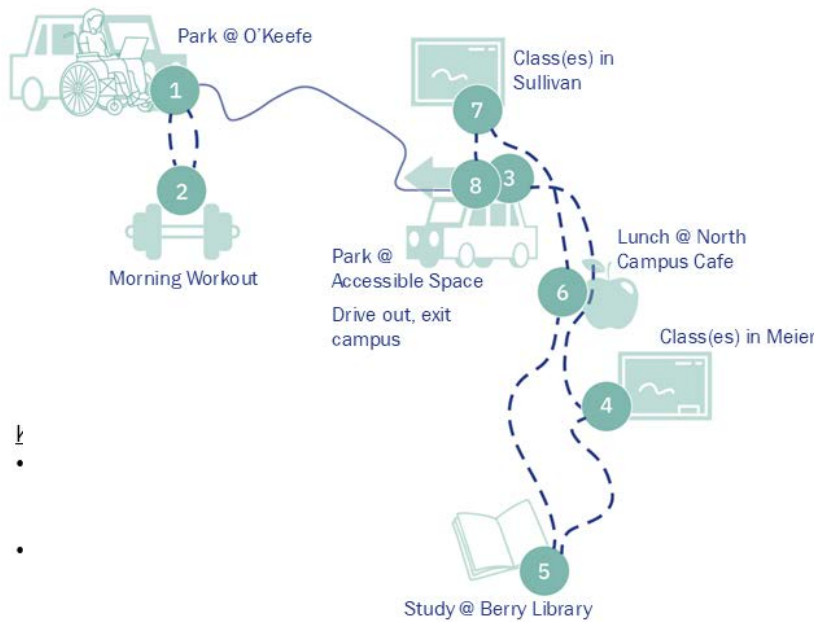 Park @ O'Keefe
1
2
Morning Workout
Class(es) in
Sullivan
7
8
3
Park @
Accessible Space
Drive out, exit
campus
Lunch @ North
Campus Cafe
6
Class(es) in Meier
4
5
Study @ Berry Library
•
•